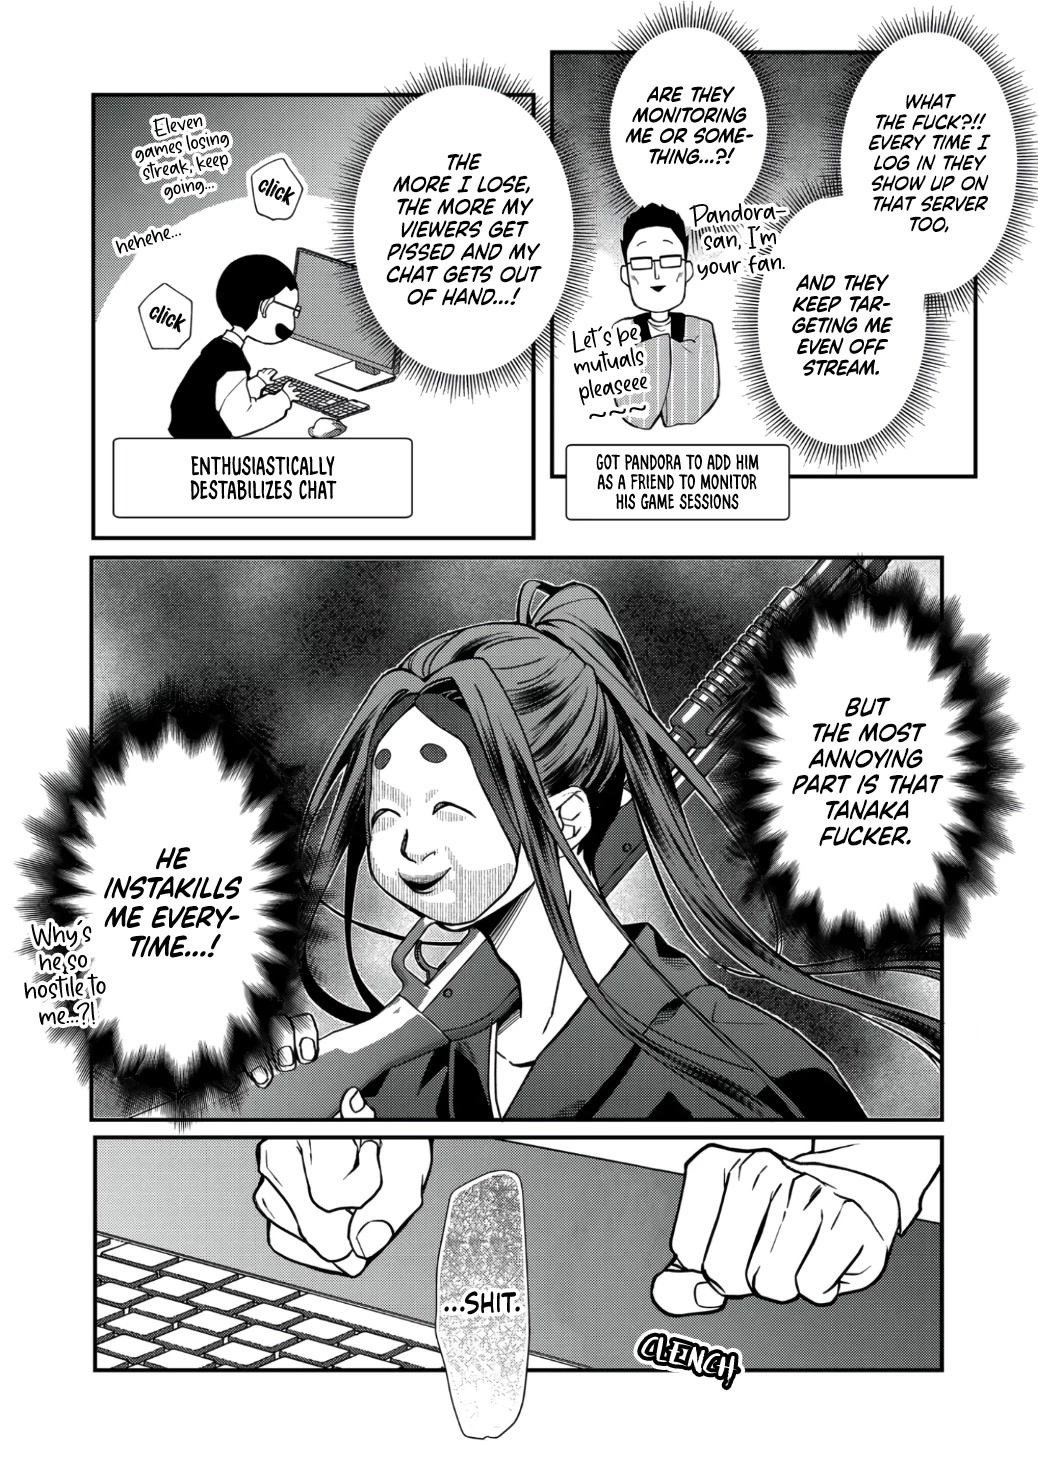 WHAT
THE FUCK?!!
EVERY TIME I
LOG IN THEY
SHOW UP ON
THAT SERVER
TOO,
AND THEY
KEEP TAR-
GETING ME
EVEN OFF
STREAM.
ARE THEY
MONITORING
ME OR SOME-
THING...?!
Pandora-
san, I'm
your fan.
Let's be
mutuals
pleaseee
~~~~
GOT PANDORA TO ADD HIM
AS A FRIEND TO MONITOR
HIS GAME SESSIONS
THE
MORE I LOSE,
THE MORE MY
VIEWERS GET
PISSED AND MY
CHAT GETS OUT
OF HAND...!
Eleven
games losing
streak, keep
going...
click
hehehe...
click
ENTHUSIASTICALLY
DESTABILIZES CHAT
BUT
THE MOST
ANNOYING
PART IS THAT
TANAKA
FUCKER.
HE
INSTAKILLS
ME EVERY-
TIME...!
Why's
he so
hostile to
me...?!
...SHIT.
CLENCH